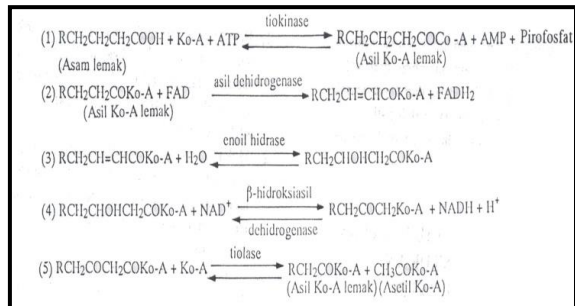 tiokinase
(1) RCH₂CH₂CH₂COOH + Ko-A + ATP RCH₂CH₂CH₂COCo -A + AMP + Pirofosfat
(Asam lemak) (Asil Ko-A lemak)
asil dehidrogenase
(2) RCH₂CH₂COKo-A + FAD RCH₂CH=CHCOKo-A + FADH₂
(Asil Ko-A lemak)
enoil hidrase
(3) RCH₂CH=CHCOKo-A + H₂O RCH₂CHOHCH₂COKo-A
β-hidroksiasil
(4) RCH₂CHOHCH₂COKo-A + NAD⁺ RCH₂COCH₂Ko-A + NADH + H⁺
dehidrogenase
tiolase
(5) RCH₂COCH₂COKo-A + Ko-A RCH₂COKo-A + CH₃COKo-A
(Asil Ko-A lemak) (Asetil Ko-A)